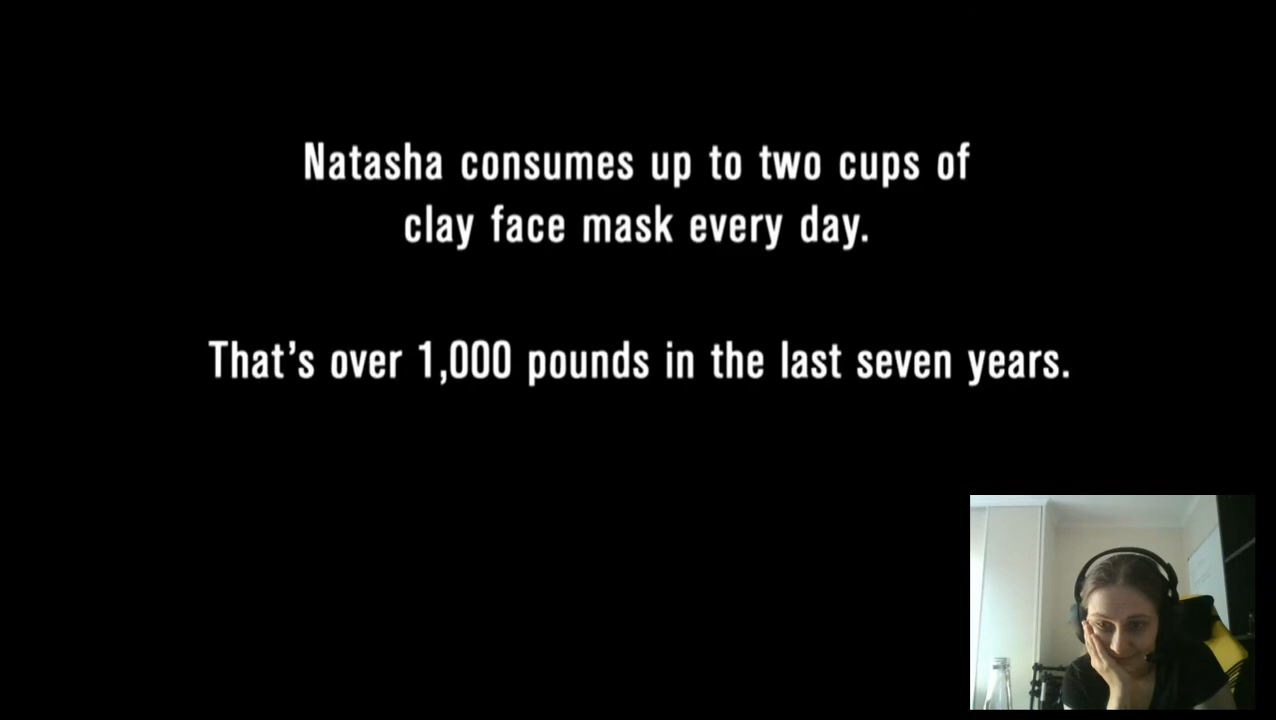 Natasha consumes up to two cups of
clay face mask every day.
That's over 1,000 pounds in the last seven years.